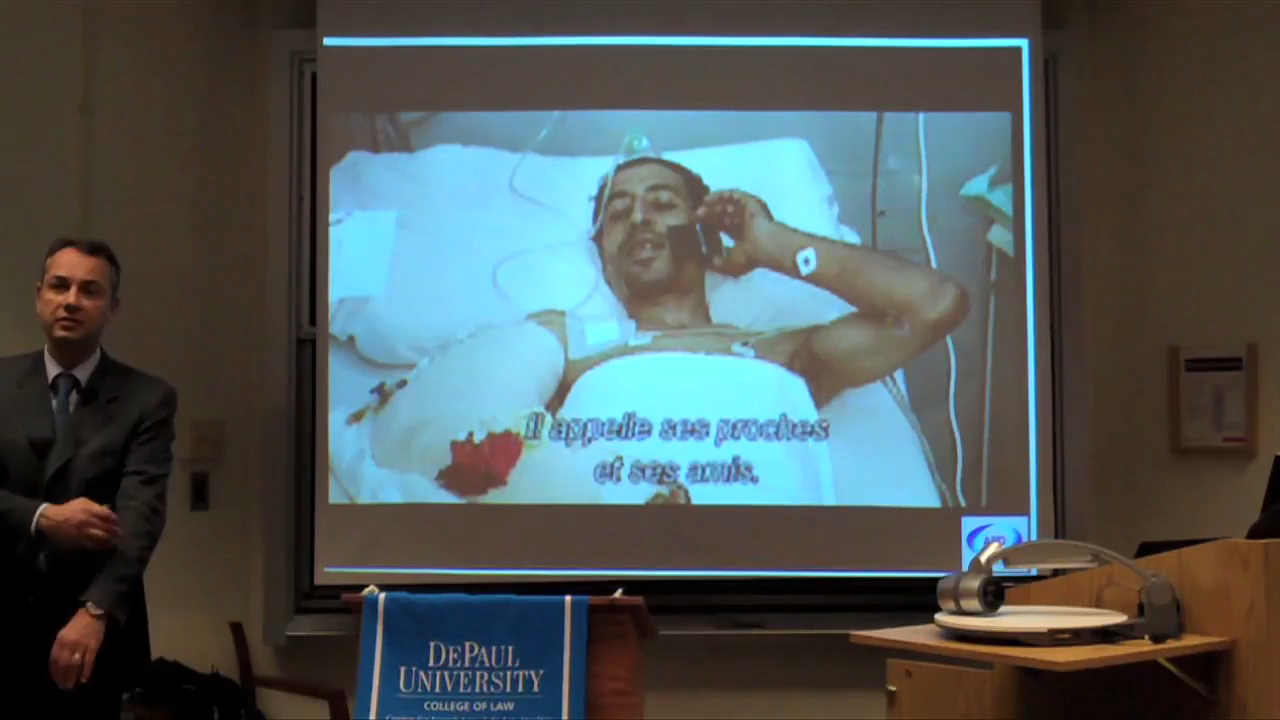 Il appelle ses proches
et ses amis.
DEPAUL
UNIVERSITY
COLLEGE OF LAW